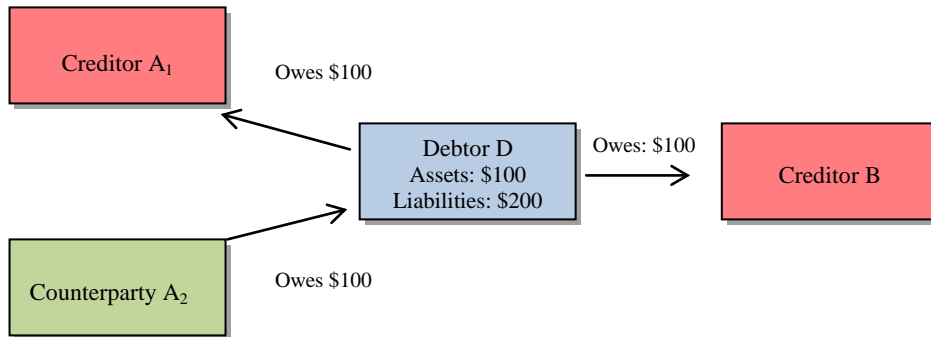 Creditor A₁
Owes $100
Debtor D
Assets: $100
Liabilities: $200
Owes: $100
Creditor B
Counterparty A₂
Owes $100